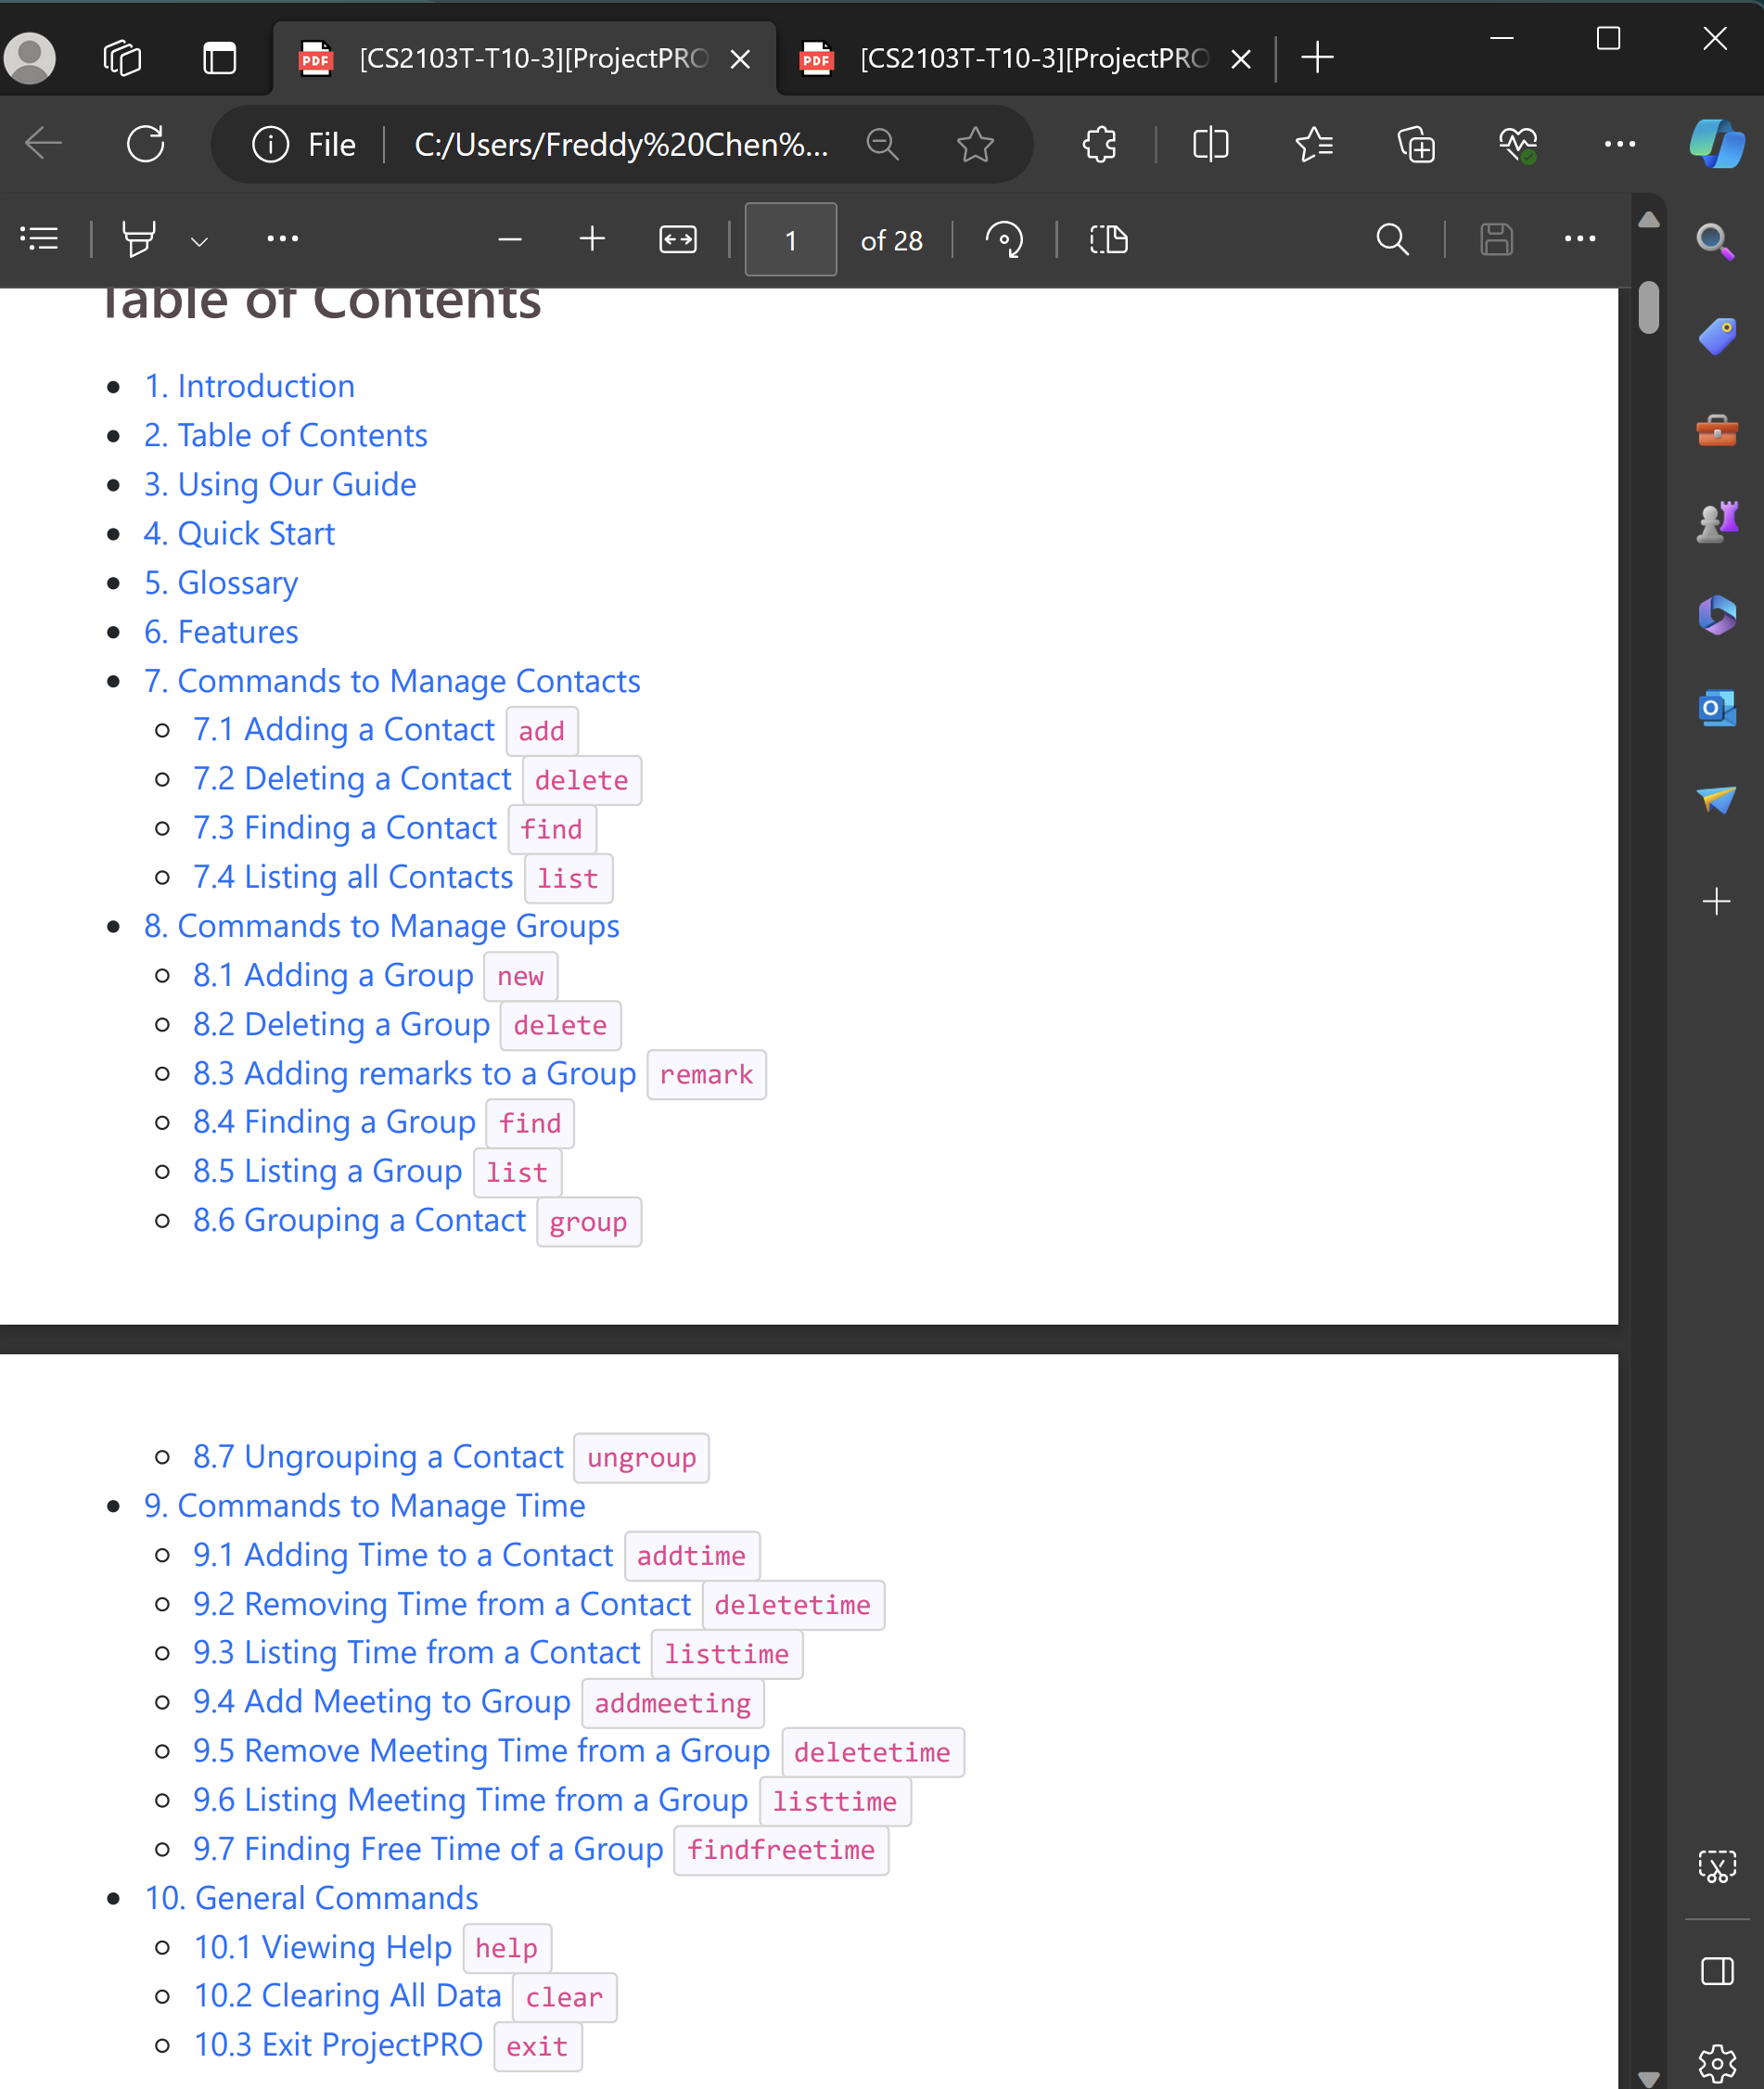 [CS2103T-T10-3][ProjectPRO
[CS2103T-T10-3][ProjectPRO
File
C:/Users/Freddy%20Chen%...
1 of 28
Table of Contents
1. Introduction
2. Table of Contents
3. Using Our Guide
4. Quick Start
5. Glossary
6. Features
7. Commands to Manage Contacts
7.1 Adding a Contact add
7.2 Deleting a Contact delete
7.3 Finding a Contact find
7.4 Listing all Contacts list
8. Commands to Manage Groups
8.1 Adding a Group new
8.2 Deleting a Group delete
8.3 Adding remarks to a Group remark
8.4 Finding a Group find
8.5 Listing a Group list
8.6 Grouping a Contact group
8.7 Ungrouping a Contact ungroup
9. Commands to Manage Time
9.1 Adding Time to a Contact addtime
9.2 Removing Time from a Contact deletetime
9.3 Listing Time from a Contact listtime
9.4 Add Meeting to Group addmeeting
9.5 Remove Meeting Time from a Group deletetime
9.6 Listing Meeting Time from a Group listtime
9.7 Finding Free Time of a Group findfreetime
10. General Commands
10.1 Viewing Help help
10.2 Clearing All Data clear
10.3 Exit ProjectPRO exit